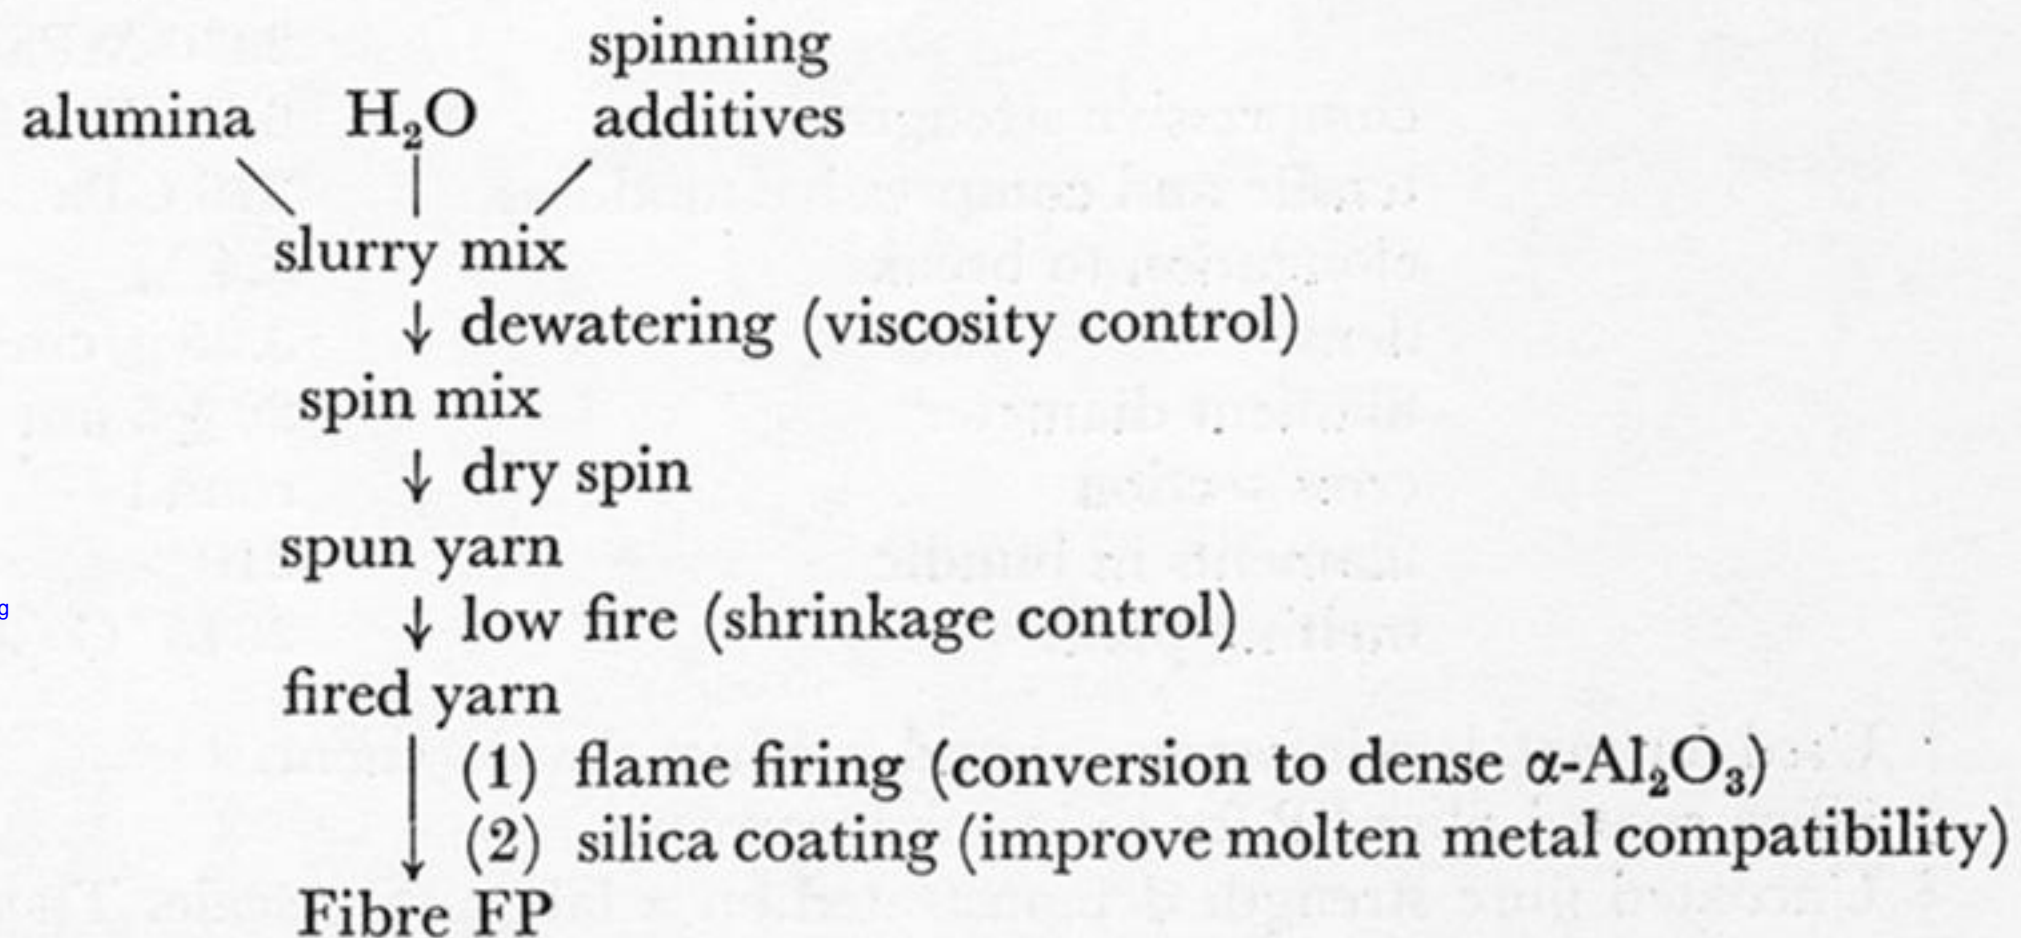 spinning
alumina H₂O additives
slurry mix
↓ dewatering (viscosity control)
spin mix
↓ dry spin
spun yarn
↓ low fire (shrinkage control)
fired yarn
(1) flame firing (conversion to dense α-Al₂O₃)
(2) silica coating (improve molten metal compatibility)
Fibre FP
g